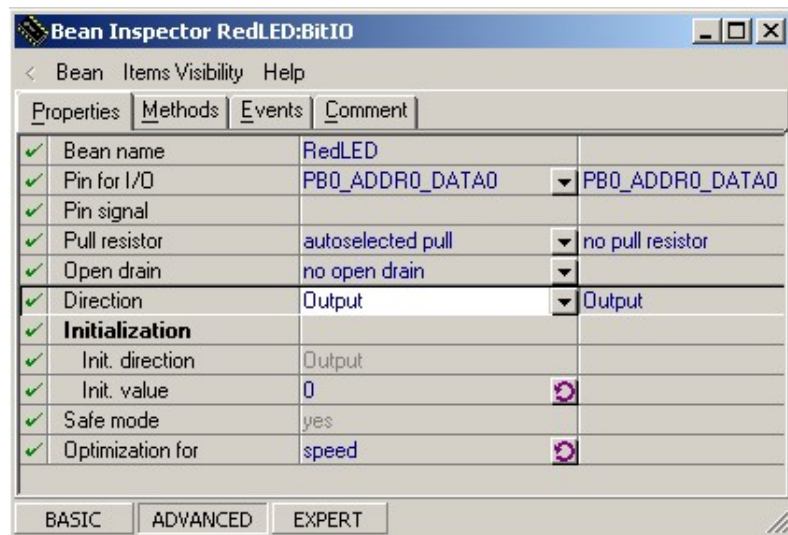 Bean Inspector RedLED:BitIO
< Bean Items Visibility Help
Properties Methods Events Comment
Bean name RedLED
Pin for I/O PB0_ADDR0_DATA0 PB0_ADDR0_DATA0
Pin signal
Pull resistor autoselected pull no pull resistor
Open drain no open drain
Direction Output Output
Initialization
Init. direction Output
Init. value 0
Safe mode yes
Optimization for speed
BASIC ADVANCED EXPERT